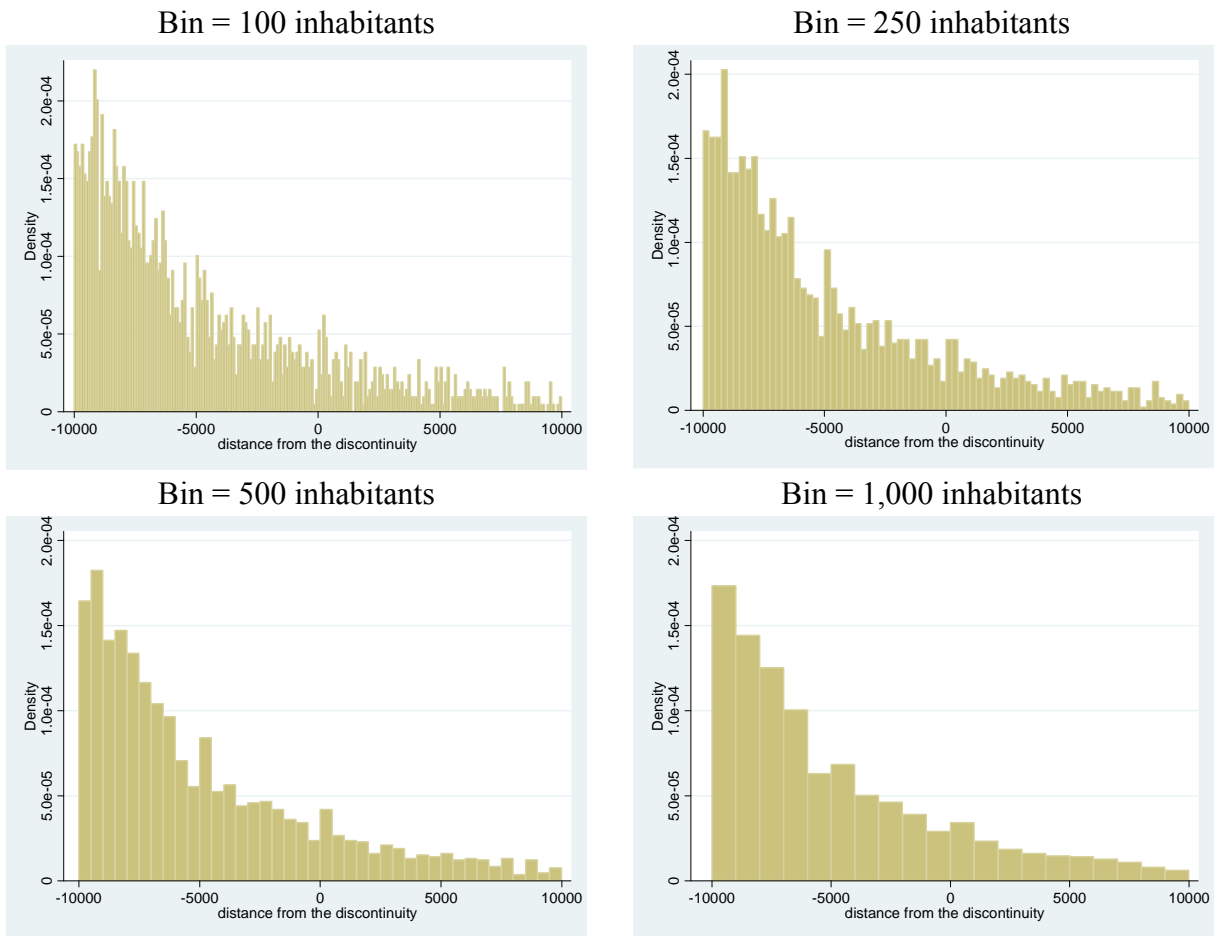 Bin = 100 inhabitants
Density
2.0e-04
1.5e-04
1.0e-04
5.0e-05
0
-10000 -5000 0 5000 10000
distance from the discontinuity
Bin = 250 inhabitants
Density
2.0e-04
1.5e-04
1.0e-04
5.0e-05
0
-10000 -5000 0 5000 10000
distance from the discontinuity
Bin = 500 inhabitants
Density
2.0e-04
1.5e-04
1.0e-04
5.0e-05
0
-10000 -5000 0 5000 10000
distance from the discontinuity
Bin = 1,000 inhabitants
Density
2.0e-04
1.5e-04
1.0e-04
5.0e-05
0
-10000 -5000 0 5000 10000
distance from the discontinuity